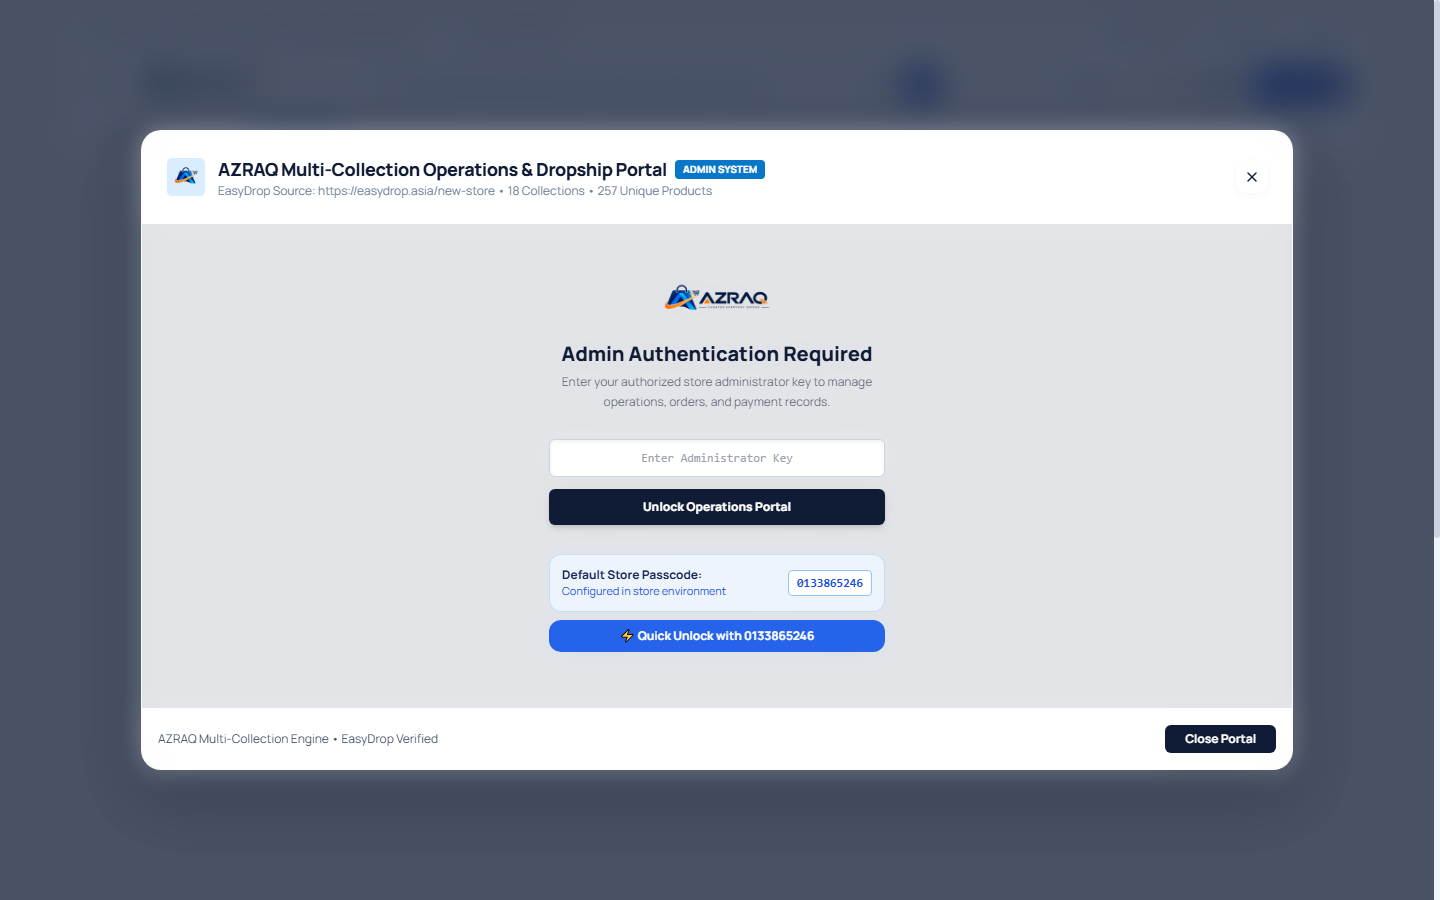 AZRAQ Multi-Collection Operations & Dropship Portal ADMIN SYSTEM
EasyDrop Source: https://easydrop.asia/new-store • 18 Collections • 257 Unique Products
AZRAQ
Admin Authentication Required
Enter your authorized store administrator key to manage
operations, orders, and payment records.
Enter Administrator Key
Unlock Operations Portal
Default Store Passcode:
Configured in store environment
0133865246
⚡ Quick Unlock with 0133865246
AZRAQ Multi-Collection Engine • EasyDrop Verified
Close Portal